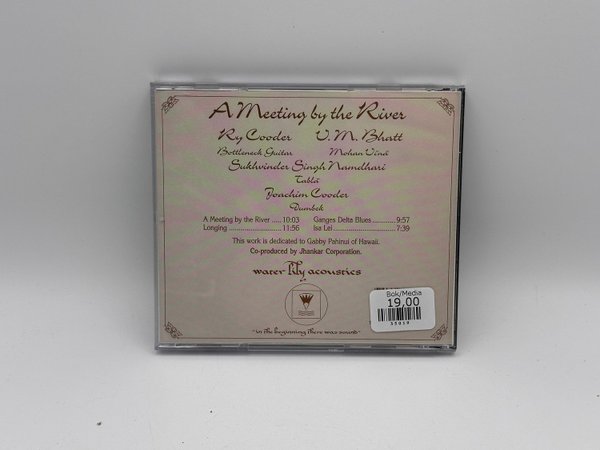 A Meeting by the River
Ry Cooder V. M. Bhatt
Bottleneck Guitar Mohan Vina
Sukhvinder Singh Namdhari
Tabla
Joachim Cooder
Dumbek
A Meeting by the River ..... 10:03 Ganges Delta Blues ........... 9:57
Longing ............................ 11:56 Isa Lei ................................ 7:39
This work is dedicated to Gabby Pahinui of Hawaii.
Co-produced by Jhankar Corporation.
water lily acoustics
Bok/Media
19,00
"in the beginning there was sound"